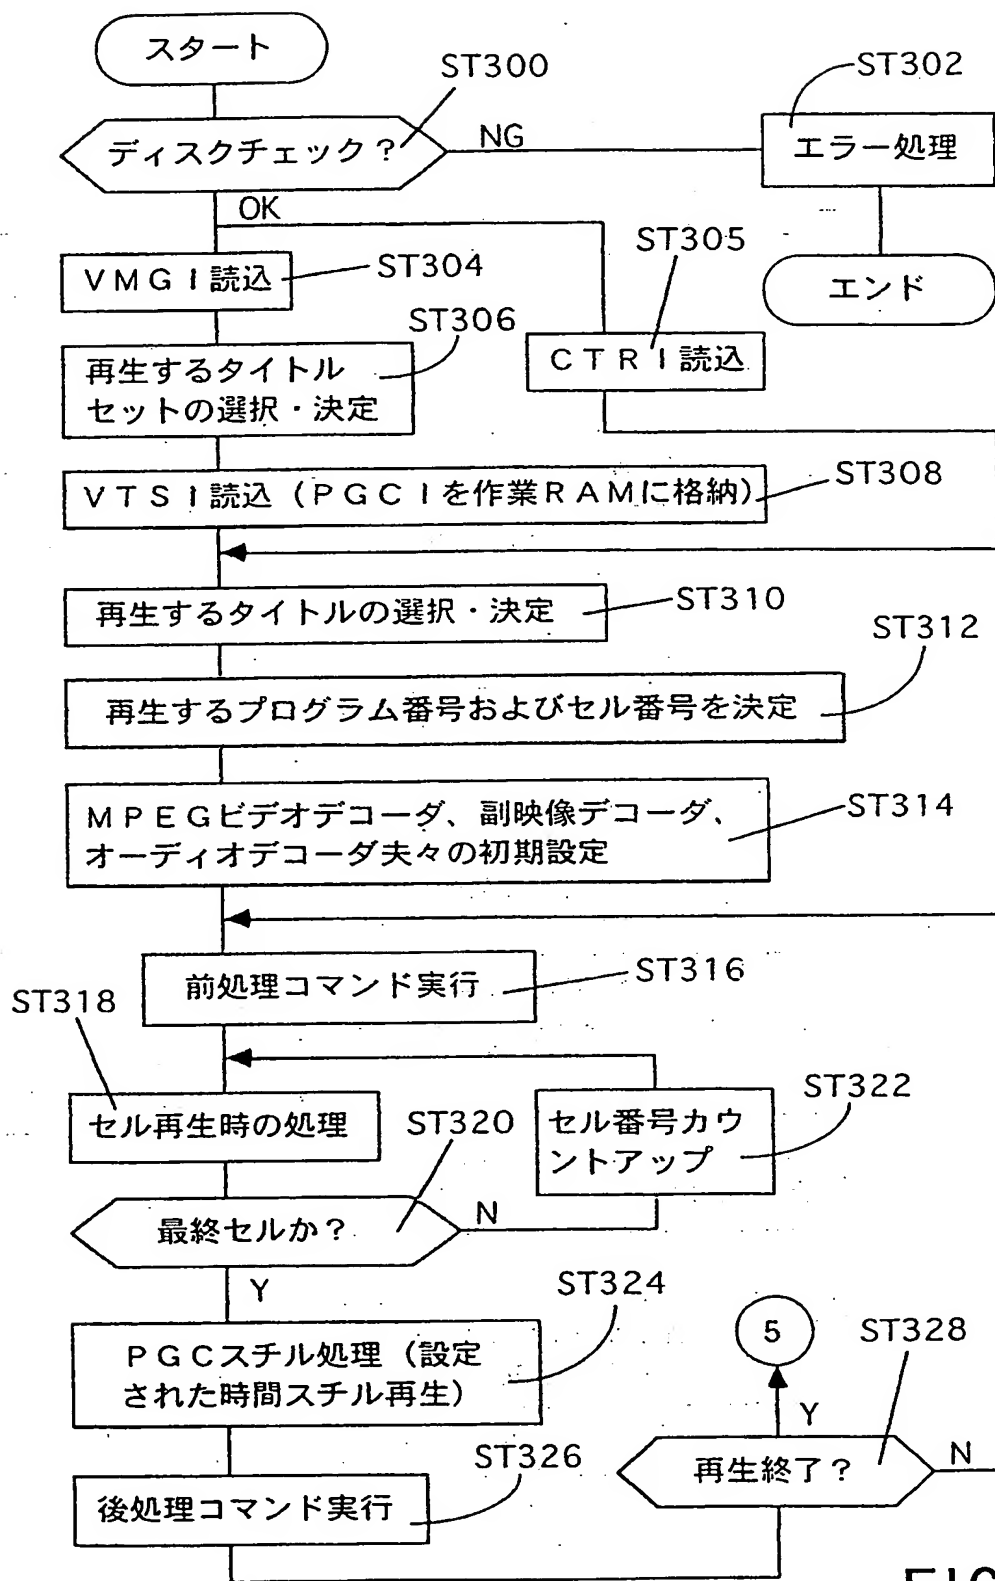 スタート
ST300
ST302
ディスクチェック？
NG
エラー処理
OK
ST305
エンド
ST304
ＶＭＧＩ読込
ST306
ＣＴＲＩ読込
再生するタイトル
セットの選択・決定
ST308
ＶＴＳＩ読込（ＰＧＣＩを作業ＲＡＭに格納）
ST310
再生するタイトルの選択・決定
ST312
再生するプログラム番号およびセル番号を決定
ST314
ＭＰＥＧビデオデコーダ、副映像デコーダ、
オーディオデコーダ夫々の初期設定
ST316
前処理コマンド実行
ST318
セル再生時の処理
ST320
ST322
セル番号カウ
ントアップ
最終セルか？
N
Y
ST324
ＰＧＣスチル処理（設定
された時間スチル再生）
5
ST328
Y
再生終了？
N
ST326
後処理コマンド実行